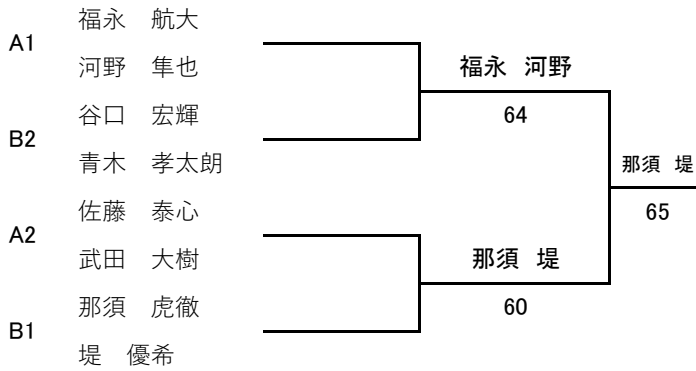 福永　航大
A1
河野　隼也
福永 河野
谷口　宏輝
64
B2
青木　孝太朗
那須 堤
佐藤　泰心
65
A2
武田　大樹
那須 堤
那須　虎徹
60
B1
堤　優希